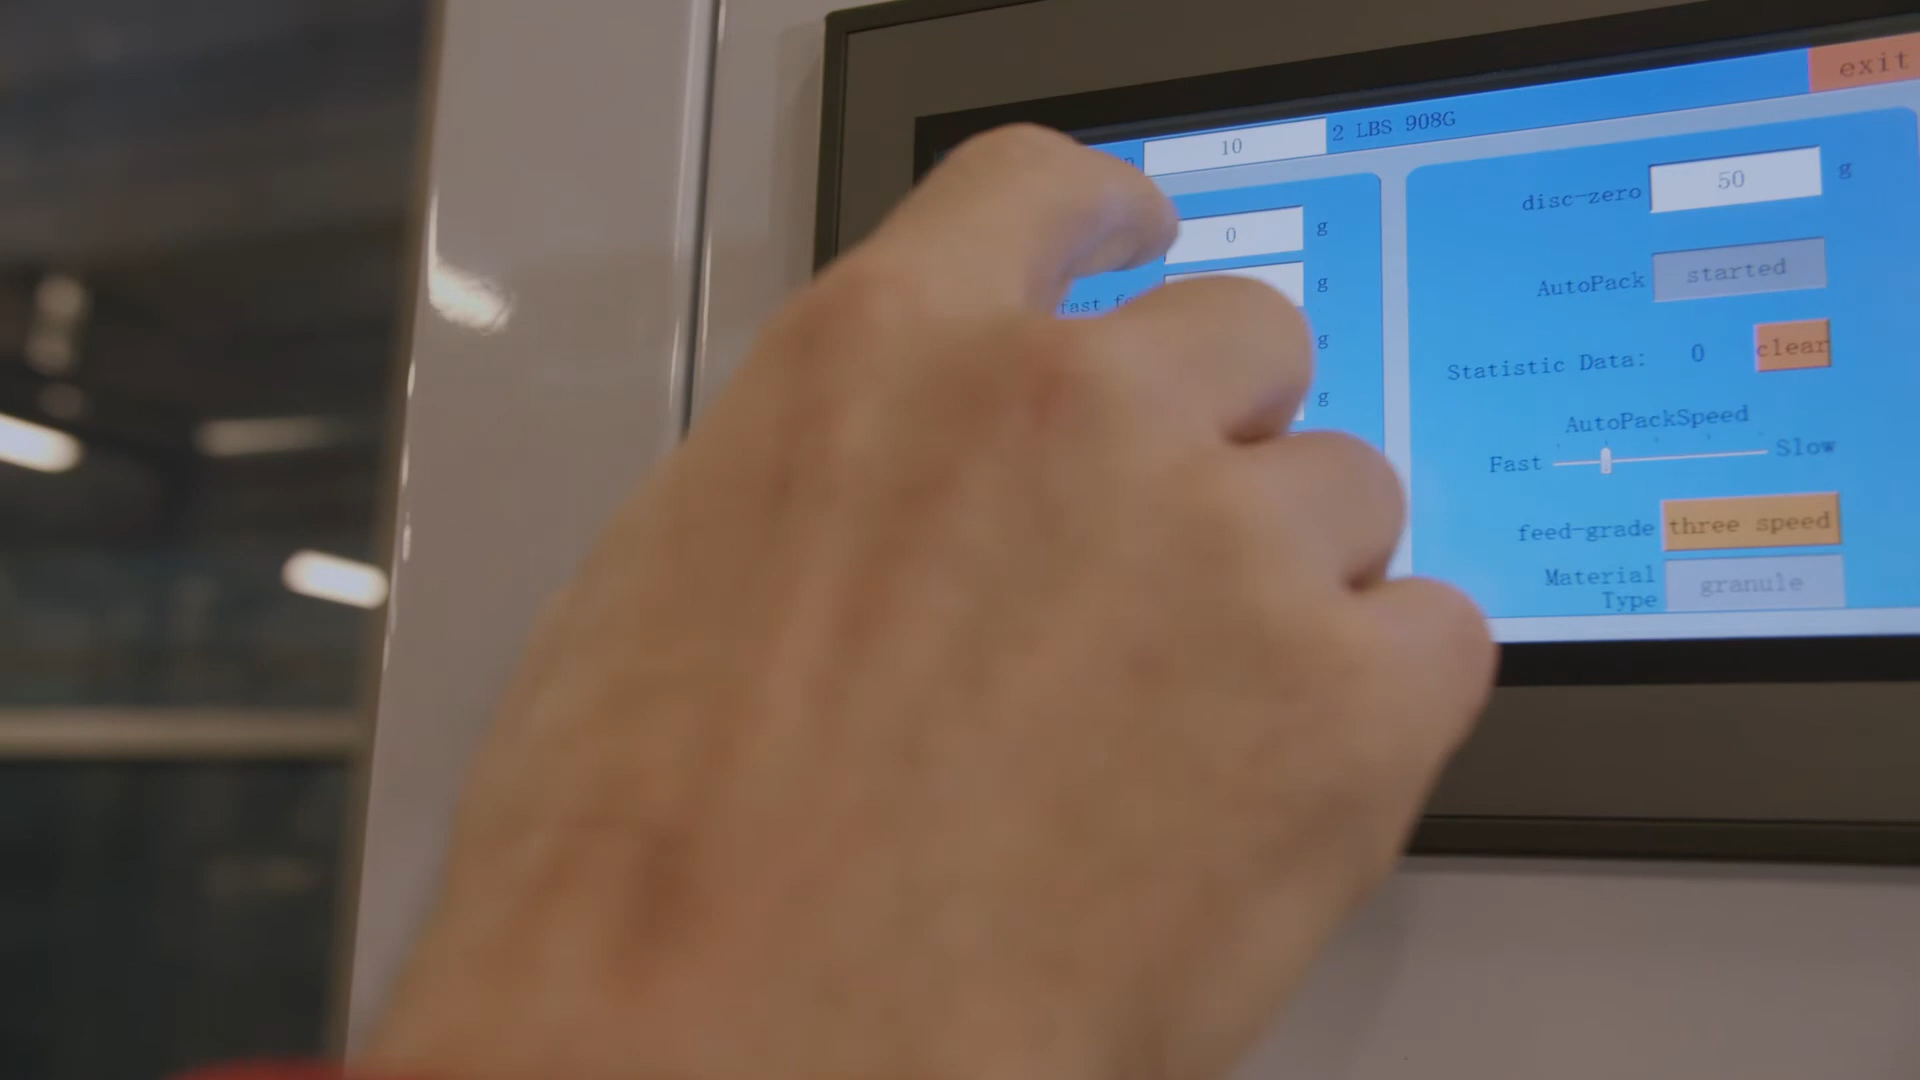 exit
10 2 LBS 908G
0 g
fast
g
g
g
disc-zero 50 g
AutoPack started
Statistic Data: 0 clear
AutoPackSpeed
Fast Slow
feed-grade three speed
Material
Type granule